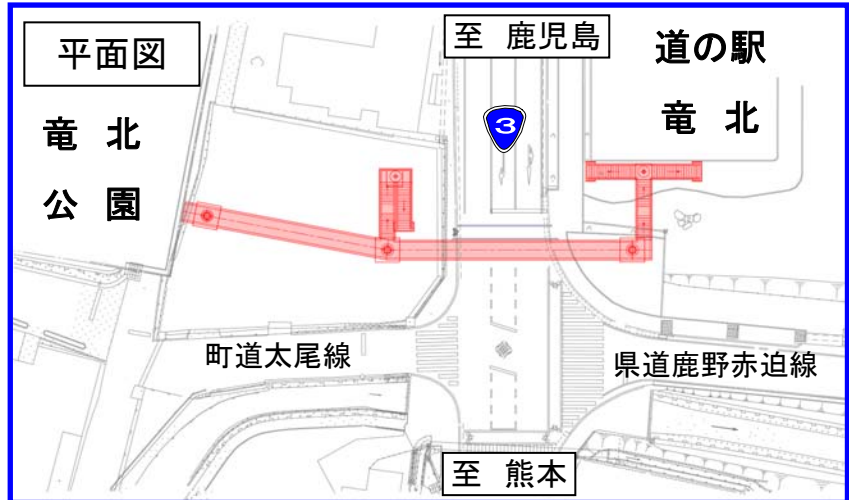 平面図
至 鹿児島
道の駅
竜 北
竜 北
公 園
3
町道太尾線
県道鹿野赤迫線
至 熊本